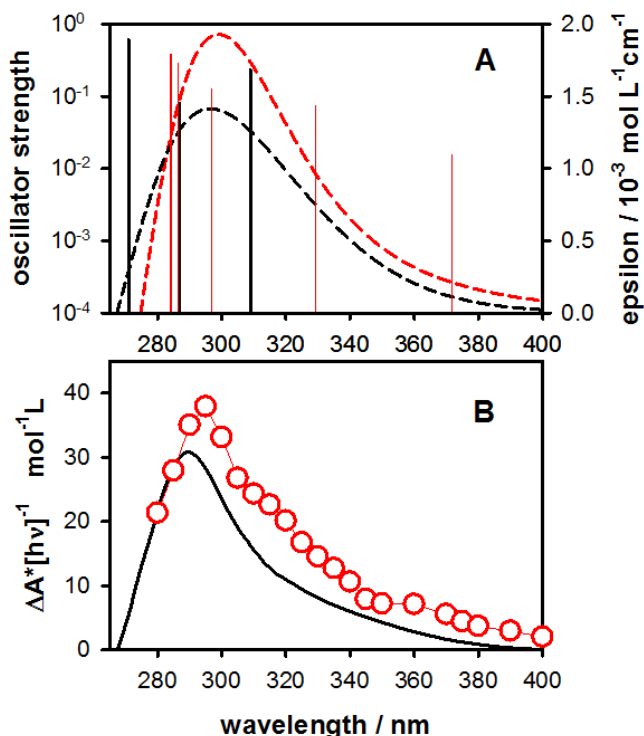 A
oscillator strength
10⁰
10⁻¹
10⁻²
10⁻³
10⁻⁴
2.0
1.5
1.0
0.5
0.0
epsilon / 10⁻³ mol L⁻¹cm⁻¹
280 300 320 340 360 380 400
B
ΔA*[hν]⁻¹ mol⁻¹L
40
30
20
10
0
280 300 320 340 360 380 400
wavelength / nm